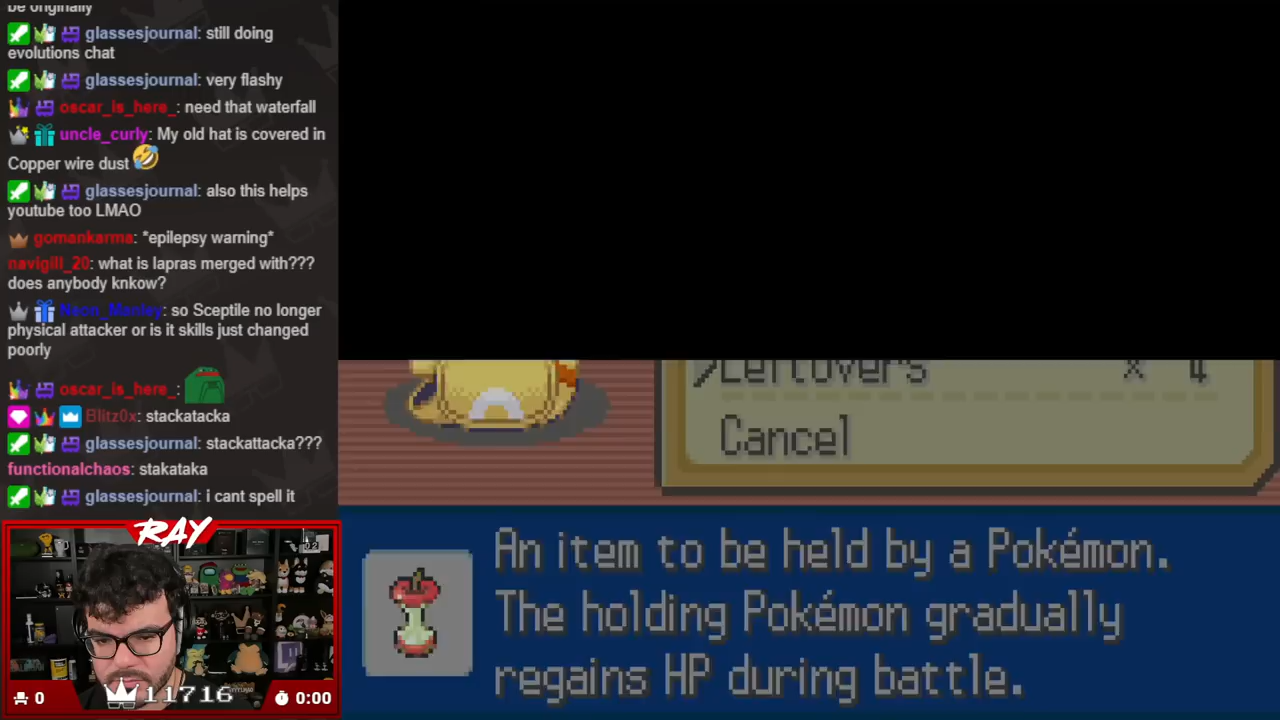 be originally
glassesjournal: still doing
evolutions chat
glassesjournal: very flashy
oscar_is_here_: need that waterfall
uncle_curly: My old hat is covered in
Copper wire dust 🤣
glassesjournal: also this helps
youtube too LMAO
gomankarma: *epilepsy warning*
navigill_20: what is lapras merged with???
does anybody knkow?
Neon_Manley: so Sceptile no longer
physical attacker or is it skills just changed
poorly
oscar_is_here_:
Blitz0x: stackatacka
glassesjournal: stackattacka???
functionalchaos: stakataka
glassesjournal: i cant spell it
RAY
0
11716
0:00
Leftovers x 4
Cancel
An item to be held by a Pokémon.
The holding Pokémon gradually
regains HP during battle.